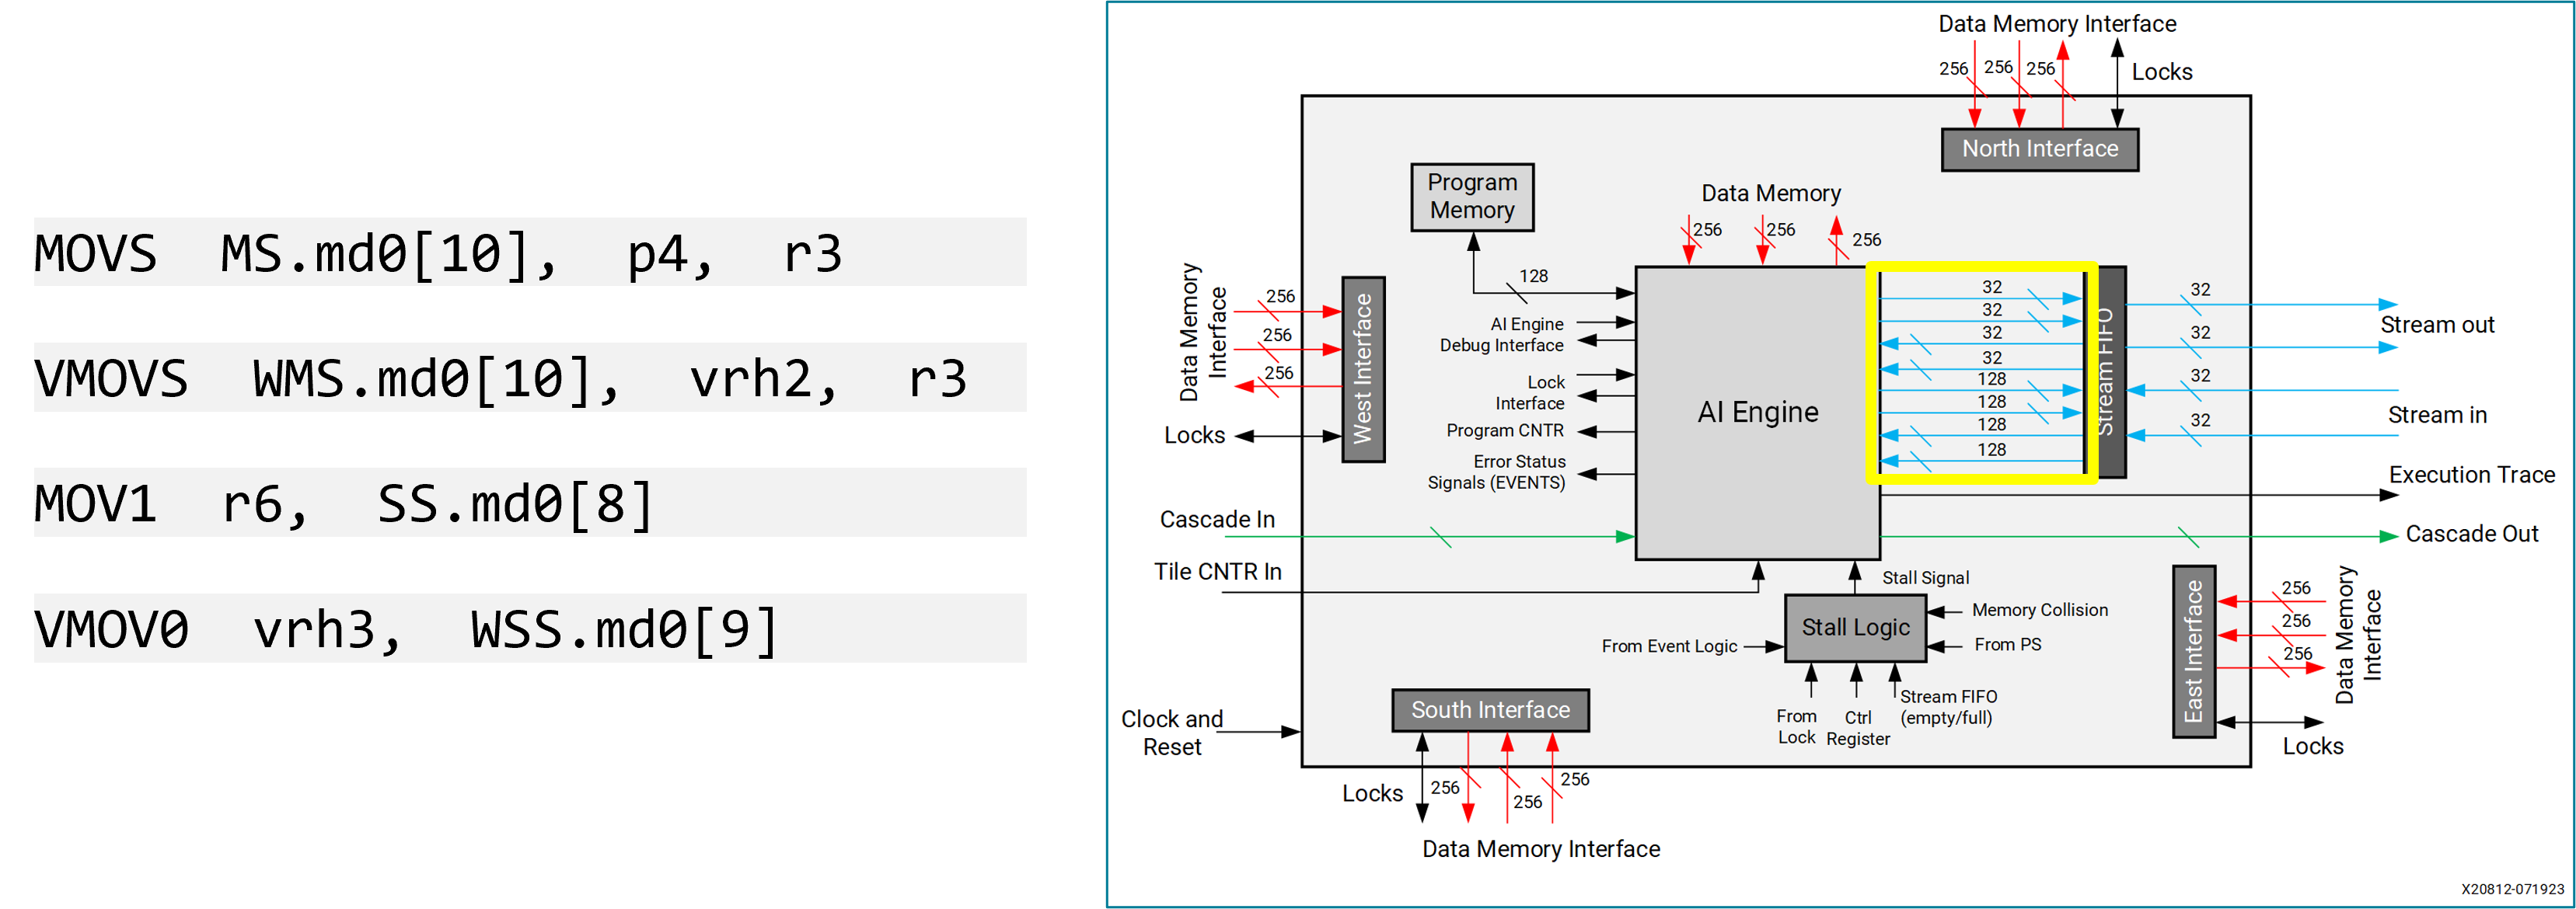 MOVS MS.md0[10], p4, r3
VMOVS WMS.md0[10], vrh2, r3
MOV1 r6, SS.md0[8]
VMOV0 vrh3, WSS.md0[9]
Data Memory Interface
256
256
256
Locks
North Interface
Program
Memory
Data Memory
256
256
256
128
Data Memory
Interface
256
256
256
West Interface
Locks
AI Engine
Debug Interface
Lock
Interface
Program CNTR
Error Status
Signals (EVENTS)
AI Engine
32
32
32
32
128
128
128
128
Stream FIFO
32
32
32
32
Stream out
Stream in
Execution Trace
Cascade In
Cascade Out
Tile CNTR In
Stall Signal
Stall Logic
Memory Collision
From PS
From Event Logic
From
Lock
Ctrl
Register
Stream FIFO
(empty/full)
East Interface
256
256
256
Data Memory
Interface
Locks
Clock and
Reset
South Interface
Locks
256
256
256
Data Memory Interface
X20812-071923